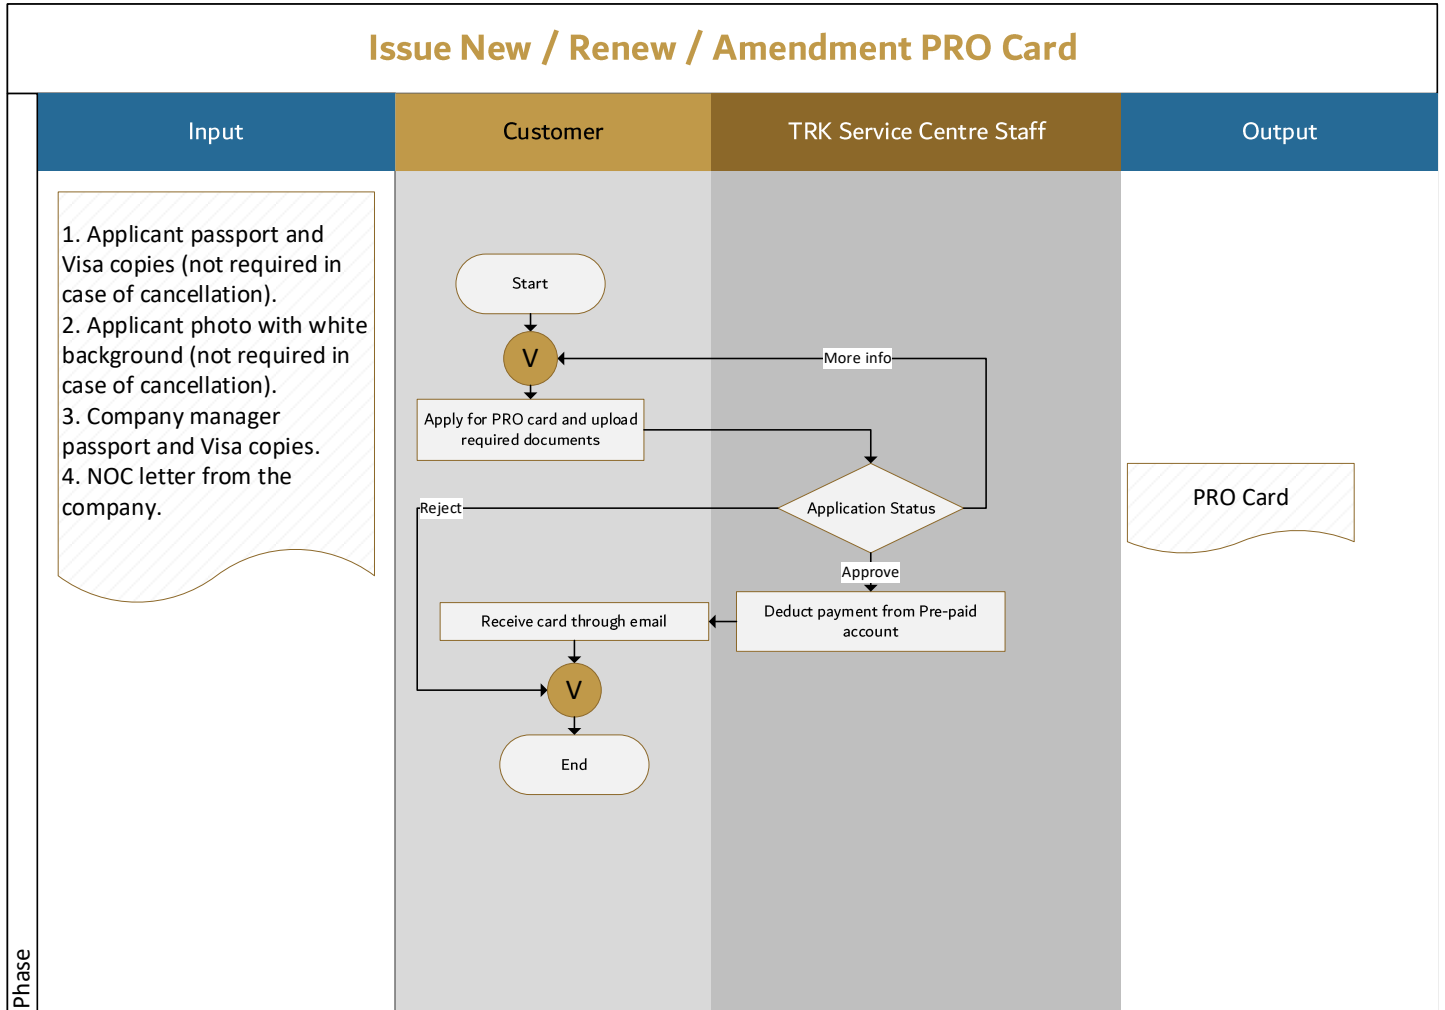 Issue New / Renew / Amendment PRO Card
Input
Customer
TRK Service Centre Staff
Output
1. Applicant passport and
Visa copies (not required in
case of cancellation).
2. Applicant photo with white
background (not required in
case of cancellation).
3. Company manager
passport and Visa copies.
4. NOC letter from the
company.
Start
V
More info
Apply for PRO card and upload
required documents
Reject
Application Status
PRO Card
Approve
Receive card through email
Deduct payment from Pre-paid
account
V
End
Phase